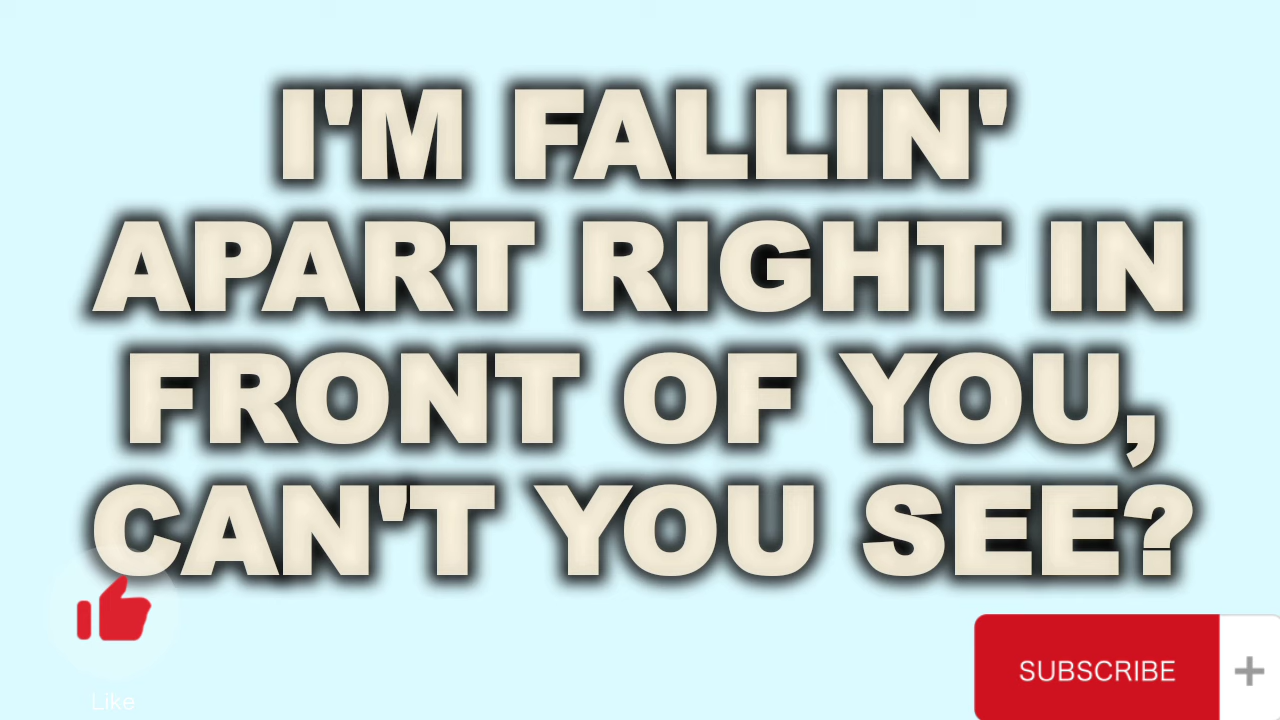 I'M FALLIN'
APART RIGHT IN
FRONT OF YOU,
CAN'T YOU SEE?
Like
SUBSCRIBE +